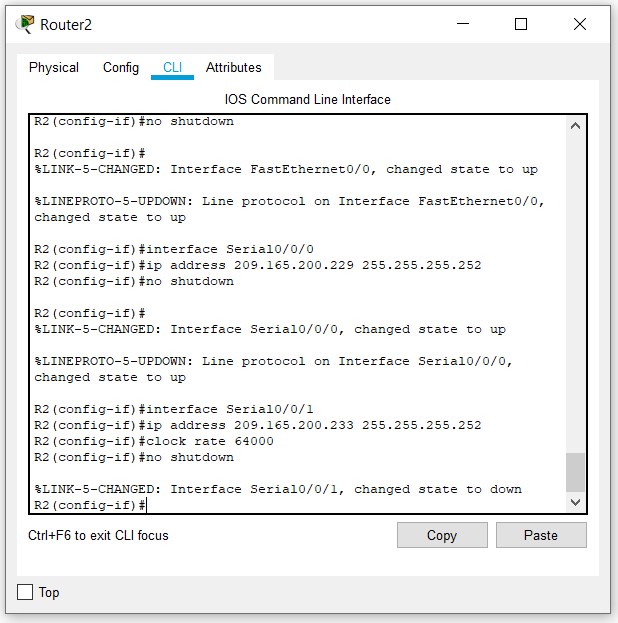 Router2
Physical Config CLI Attributes
IOS Command Line Interface
R2(config-if)#no shutdown
R2(config-if)#
%LINK-5-CHANGED: Interface FastEthernet0/0, changed state to up
%LINEPROTO-5-UPDOWN: Line protocol on Interface FastEthernet0/0,
changed state to up
R2(config-if)#interface Serial0/0/0
R2(config-if)#ip address 209.165.200.229 255.255.255.252
R2(config-if)#no shutdown
R2(config-if)#
%LINK-5-CHANGED: Interface Serial0/0/0, changed state to up
%LINEPROTO-5-UPDOWN: Line protocol on Interface Serial0/0/0,
changed state to up
R2(config-if)#interface Serial0/0/1
R2(config-if)#ip address 209.165.200.233 255.255.255.252
R2(config-if)#clock rate 64000
R2(config-if)#no shutdown
%LINK-5-CHANGED: Interface Serial0/0/1, changed state to down
R2(config-if)#
Ctrl+F6 to exit CLI focus
Copy Paste
Top